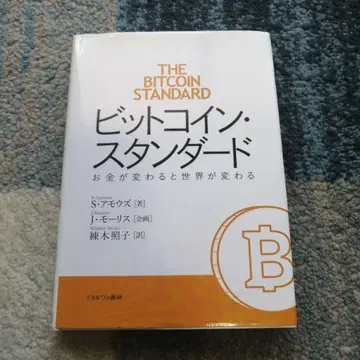 THE
BITCOIN
STANDARD
ビットコイン・
スタンダード
お金が変わると世界が変わる
S・アモウズ［著］
J・モーリス［企画］
練木照子［訳］
ミネルヴァ書房